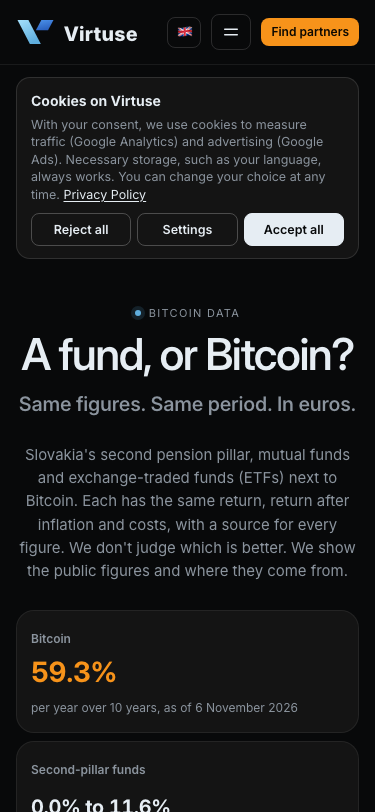 Virtuse
Find partners
Cookies on Virtuse
With your consent, we use cookies to measure
traffic (Google Analytics) and advertising (Google
Ads). Necessary storage, such as your language,
always works. You can change your choice at any
time. Privacy Policy
Reject all
Settings
Accept all
BITCOIN DATA
A fund, or Bitcoin?
Same figures. Same period. In euros.
Slovakia's second pension pillar, mutual funds
and exchange-traded funds (ETFs) next to
Bitcoin. Each has the same return, return after
inflation and costs, with a source for every
figure. We don't judge which is better. We show
the public figures and where they come from.
Bitcoin
59.3%
per year over 10 years, as of 6 November 2026
Second-pillar funds
0.0% to 11.6%